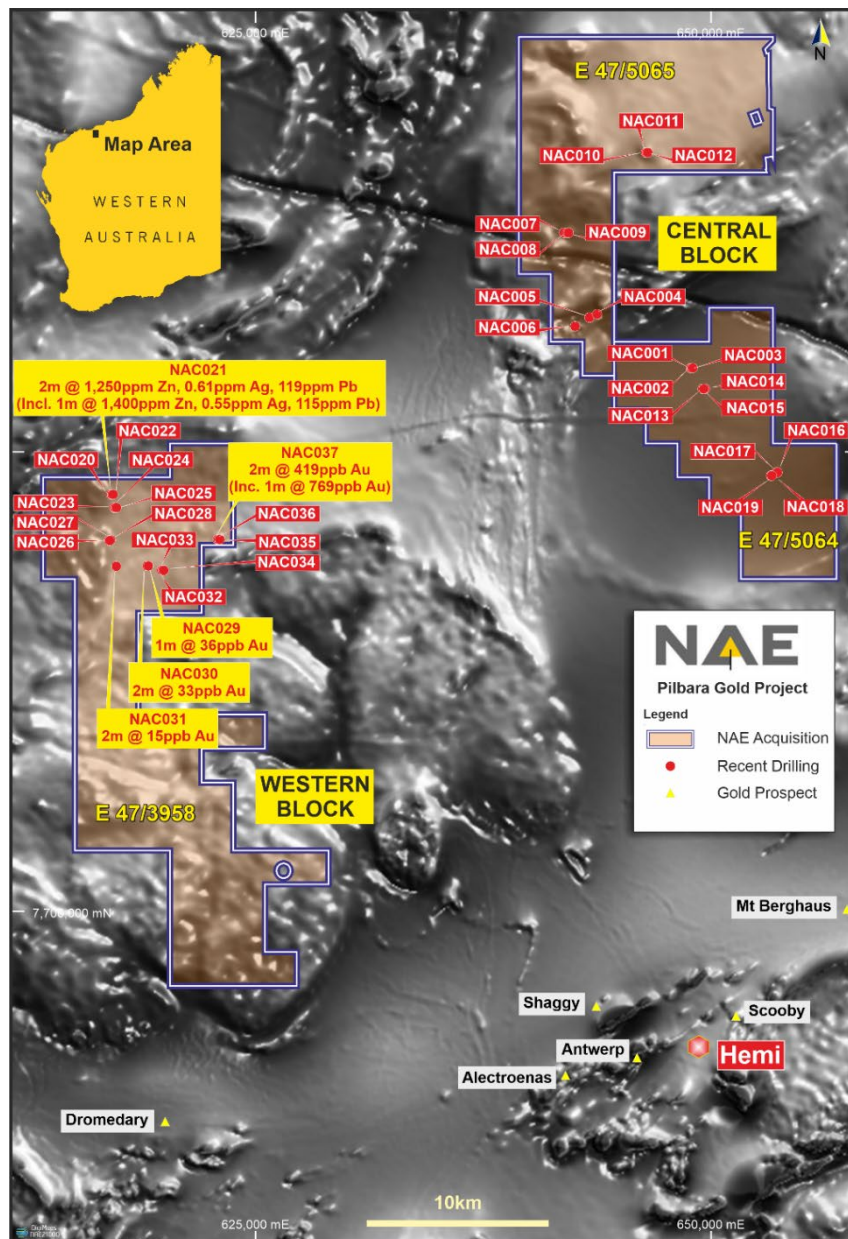 625,000 mE
650,000 mE
N
E 47/5065
Map Area
WESTERN
AUSTRALIA
NAC011
NAC010
NAC012
NAC007
NAC009
NAC008
CENTRAL
BLOCK
NAC005
NAC004
NAC006
NAC001
NAC003
NAC002
NAC014
NAC013
NAC015
NAC021
2m @ 1,250ppm Zn, 0.61ppm Ag, 119ppm Pb
(Incl. 1m @ 1,400ppm Zn, 0.55ppm Ag, 115ppm Pb)
NAC022
NAC020
NAC024
NAC037
2m @ 419ppb Au
(Inc. 1m @ 769ppb Au)
NAC016
NAC017
NAC023
NAC025
NAC019
NAC018
NAC027
NAC028
NAC036
NAC026
NAC033
NAC035
E 47/5064
NAC034
NAC032
NAC029
1m @ 36ppb Au
NAC030
2m @ 33ppb Au
NAC031
2m @ 15ppb Au
NAE
Pilbara Gold Project
Legend
NAE Acquisition
Recent Drilling
Gold Prospect
WESTERN
BLOCK
E 47/3958
7,700,000 mN
Mt Berghaus
Shaggy
Scooby
Antwerp
Hemi
Alectroenas
Dromedary
10km
625,000 mE
650,000 mE